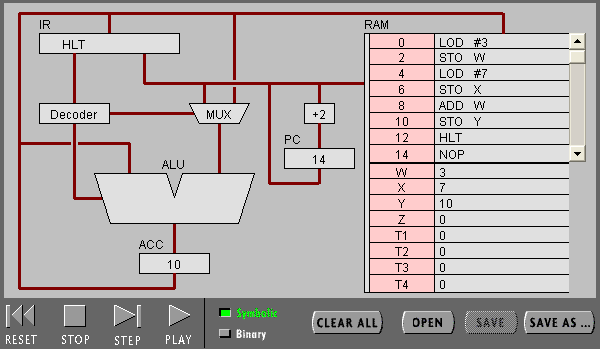 IR
HLT
RAM
0 LOD #3
2 STO W
4 LOD #7
6 STO X
8 ADD W
10 STO Y
12 HLT
14 NOP
Decoder
MUX
+2
PC
14
ALU
W 3
X 7
Y 10
Z 0
T1 0
T2 0
T3 0
T4 0
ACC
10
RESET
STOP
STEP
PLAY
Symbolic
Binary
CLEAR ALL
OPEN
SAVE
SAVE AS ...